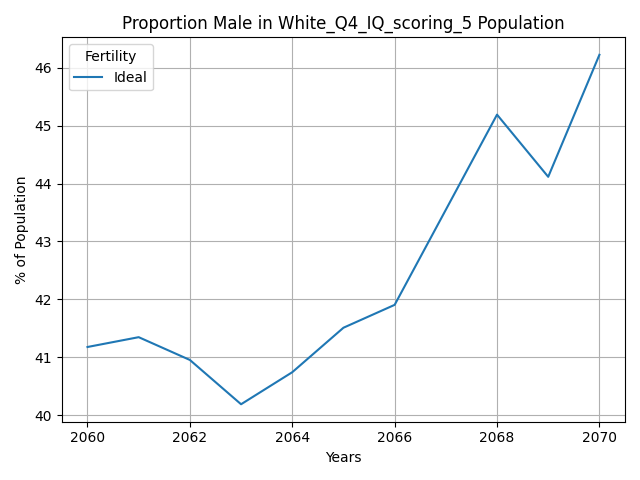 Proportion Male in White_Q4_IQ_scoring_5 Population
Fertility
Ideal
% of Population
46
45
44
43
42
41
40
2060 2062 2064 2066 2068 2070
Years